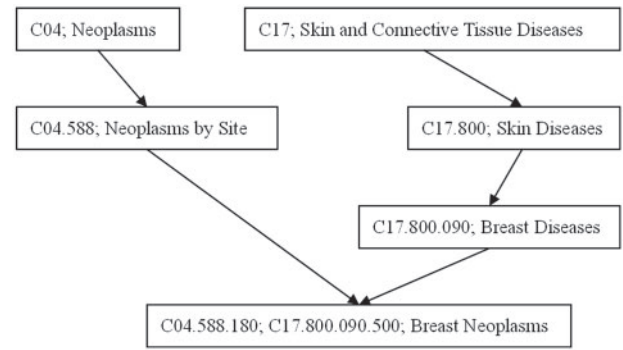 C04; Neoplasms
C17; Skin and Connective Tissue Diseases
C04.588; Neoplasms by Site
C17.800; Skin Diseases
C17.800.090; Breast Diseases
C04.588.180; C17.800.090.500; Breast Neoplasms